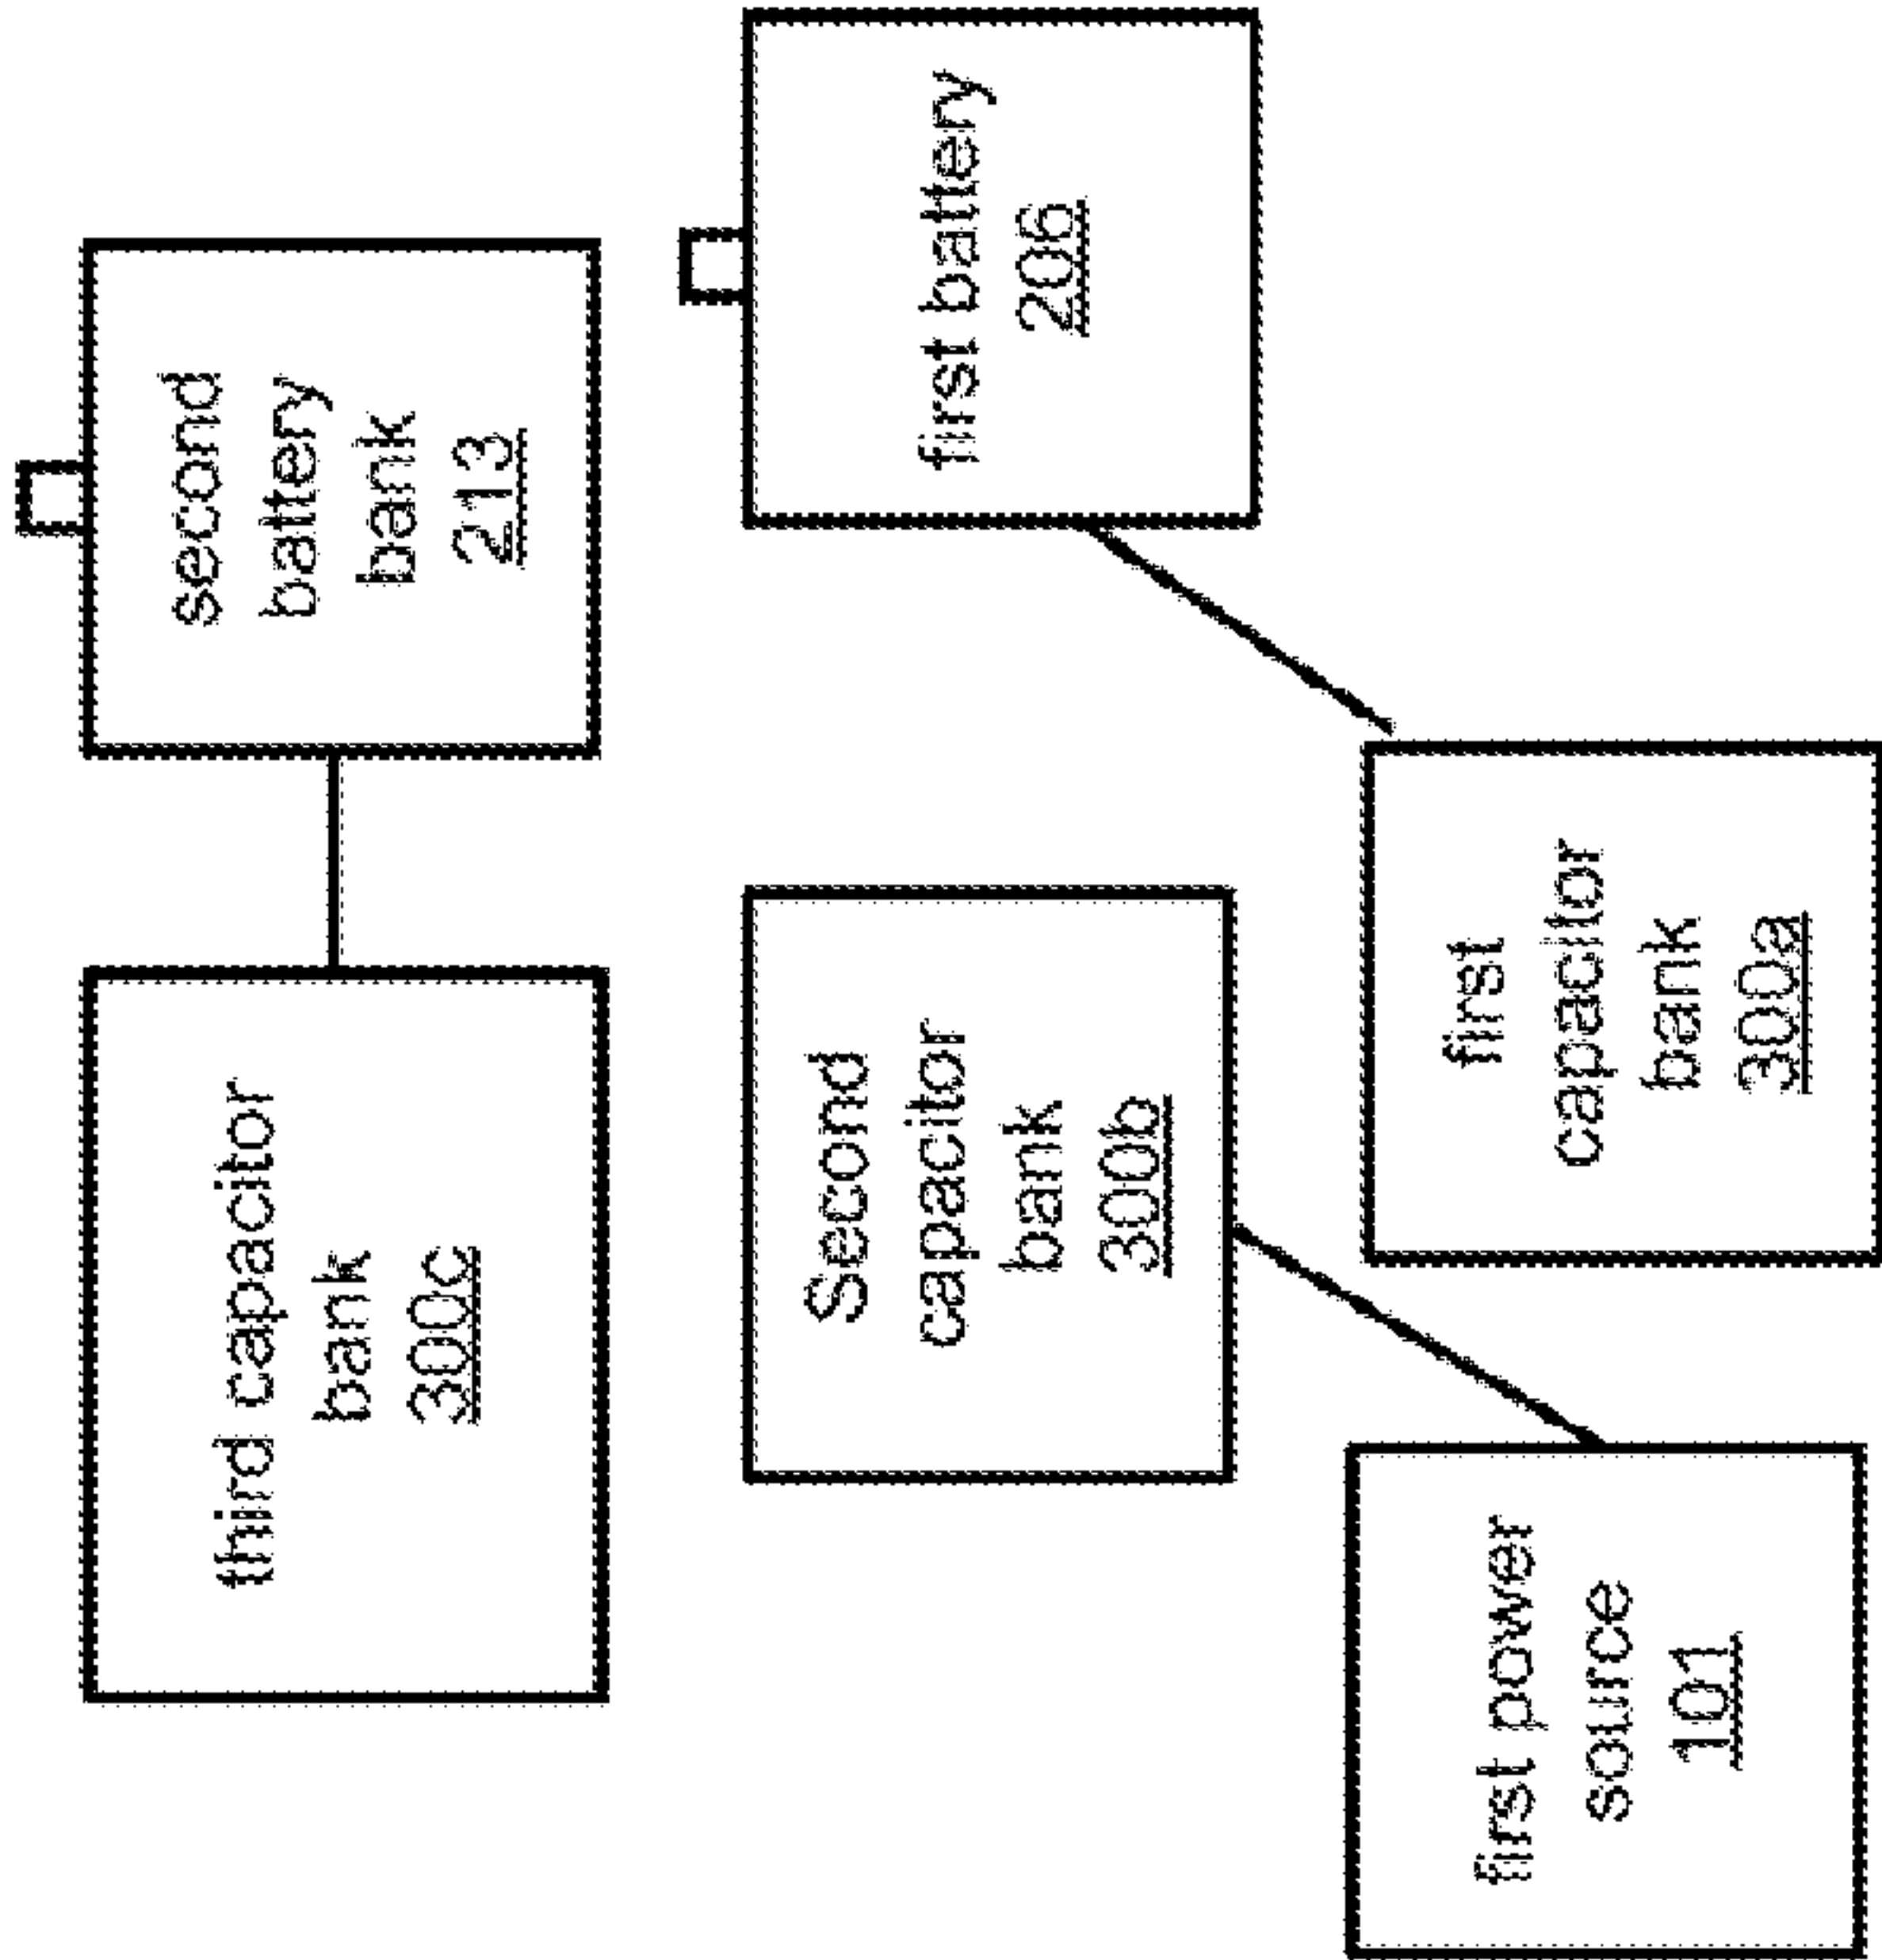 third capacitor
bank
300c
second
battery
bank
213
Second
capacitor
bank
300b
first battery
206
first power
source
101
first
capacitor
bank
300a